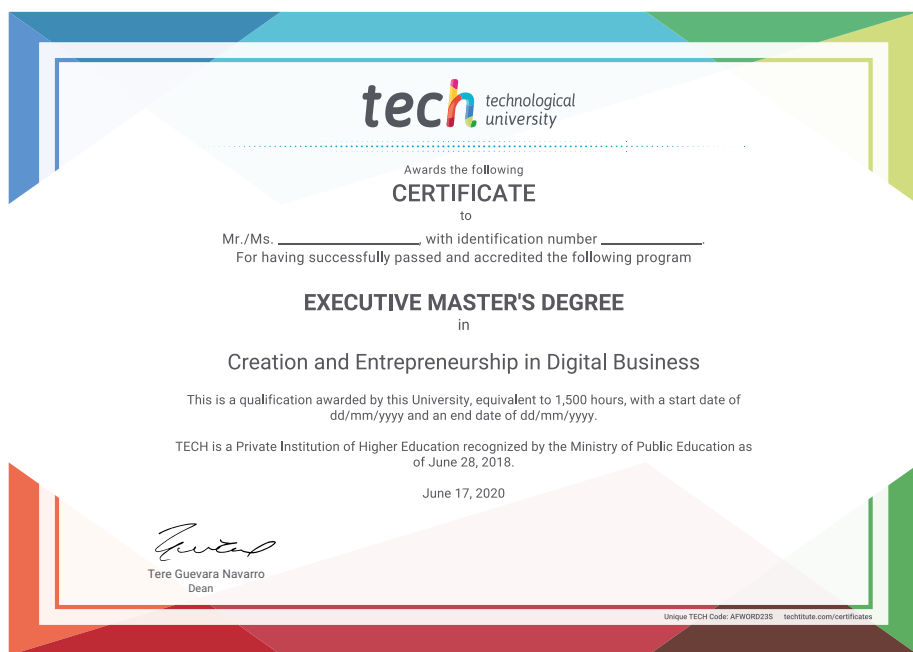 tech technological
university
Awards the following
CERTIFICATE
to
Mr./Ms. ____________________, with identification number ______________.
For having successfully passed and accredited the following program
EXECUTIVE MASTER'S DEGREE
in
Creation and Entrepreneurship in Digital Business
This is a qualification awarded by this University, equivalent to 1,500 hours, with a start date of
dd/mm/yyyy and an end date of dd/mm/yyyy.
TECH is a Private Institution of Higher Education recognized by the Ministry of Public Education as
of June 28, 2018.
June 17, 2020
Tere Guevara Navarro
Dean
Unique TECH Code: AFWORD23S techtitute.com/certificates